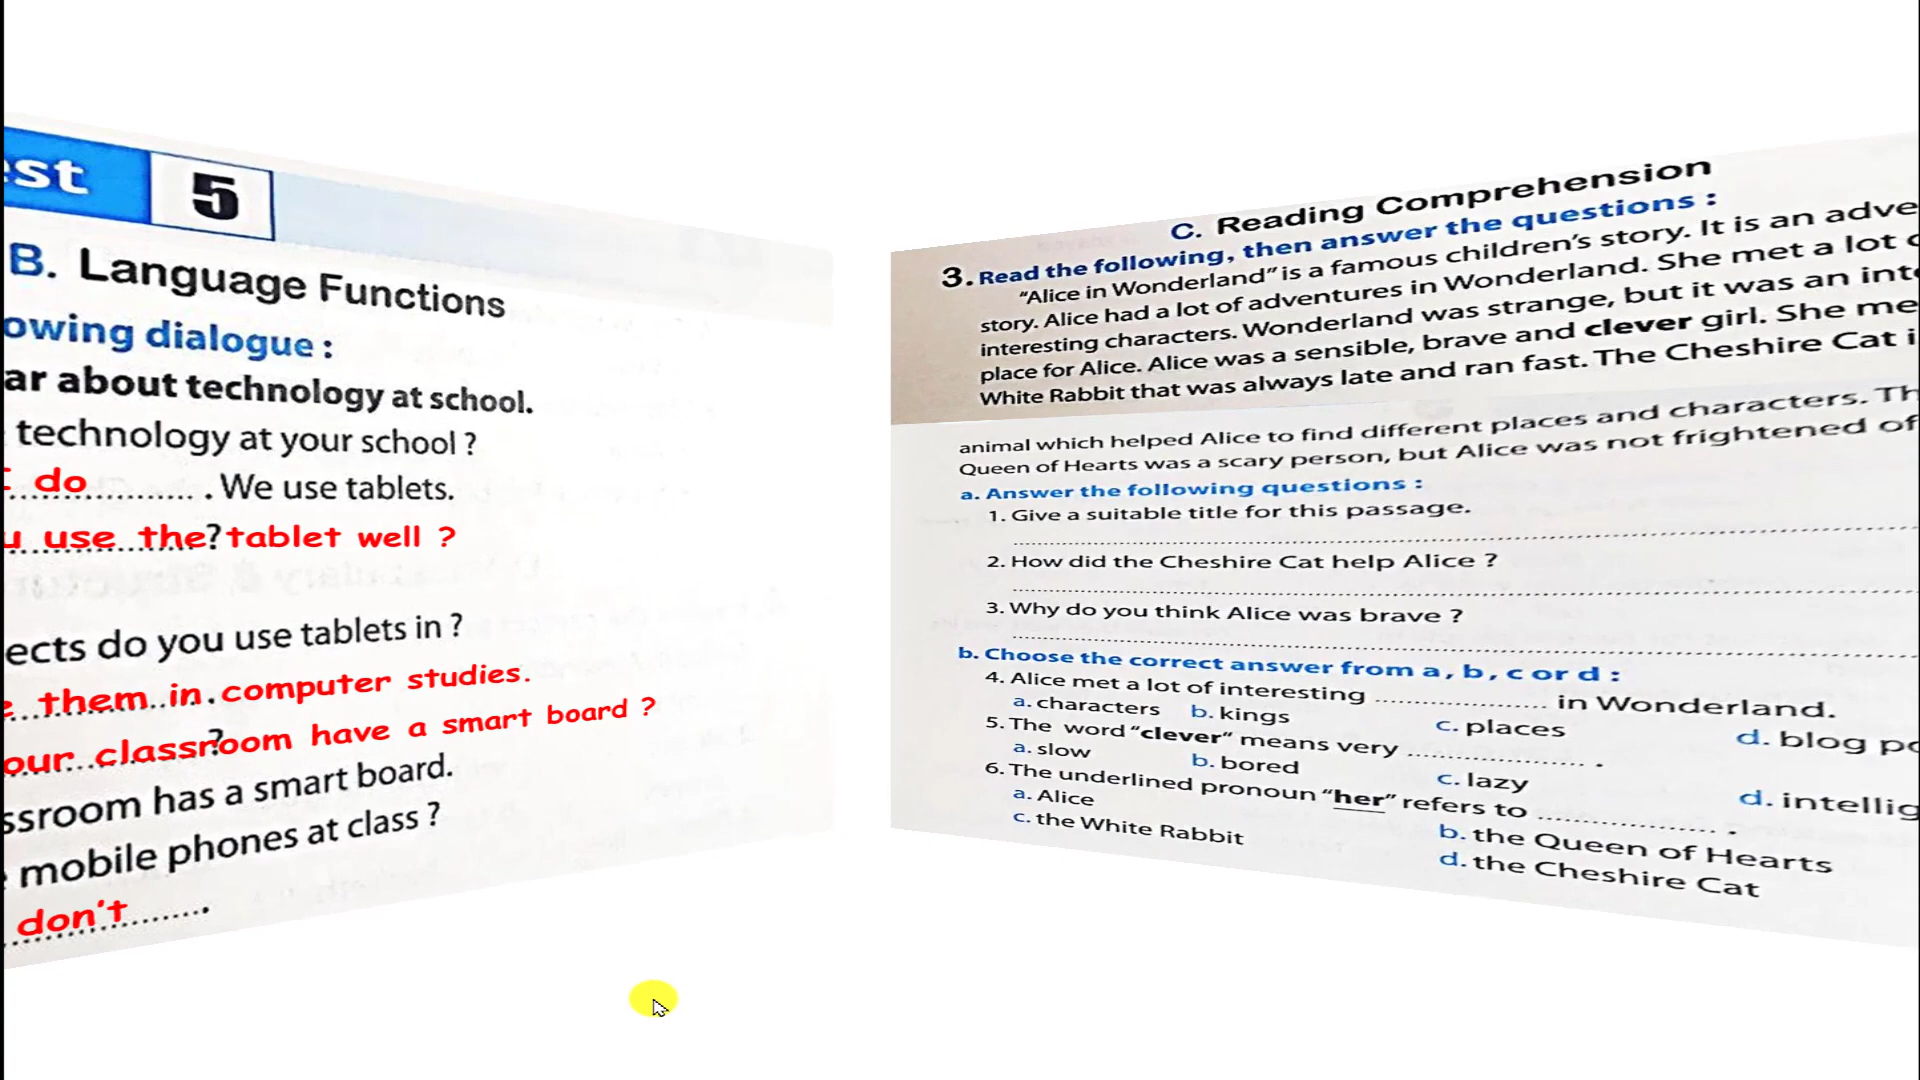 5
B. Language Functions
owing dialogue :
ar about technology at school.
technology at your school ?
do . We use tablets.
u use the? tablet well ?
ects do you use tablets in ?
them in. computer studies.
our classroom have a smart board ?
?
ssroom has a smart board.
mobile phones at class ?
don't .
C. Reading Comprehension
3. Read the following, then answer the questions :
"Alice in Wonderland" is a famous children's story. It is an adve
story. Alice had a lot of adventures in Wonderland. She met a lot
interesting characters. Wonderland was strange, but it was an int
place for Alice. Alice was a sensible, brave and clever girl. She me
White Rabbit that was always late and ran fast. The Cheshire Cat i
animal which helped Alice to find different places and characters. Th
Queen of Hearts was a scary person, but Alice was not frightened of
a. Answer the following questions :
1. Give a suitable title for this passage.
2. How did the Cheshire Cat help Alice ?
3. Why do you think Alice was brave ?
b. Choose the correct answer from a , b , c or d :
4. Alice met a lot of interesting .................... in Wonderland.
a. characters b. kings c. places d. blog po
5. The word "clever" means very .................... .
a. slow b. bored c. lazy d. intellig
6. The underlined pronoun "her" refers to .................... .
a. Alice b. the Queen of Hearts
c. the White Rabbit d. the Cheshire Cat